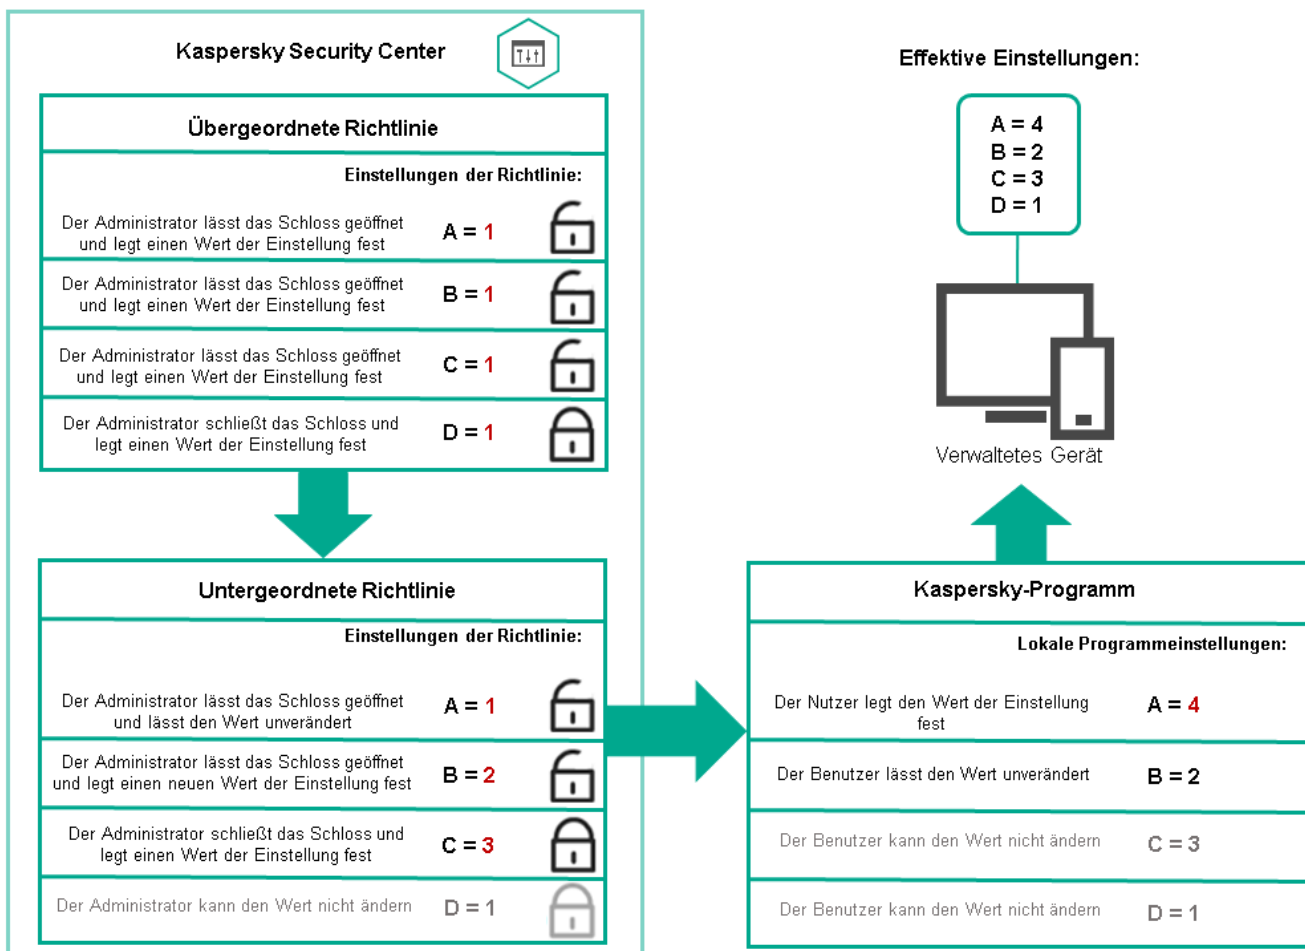 Kaspersky Security Center
Übergeordnete Richtlinie
Einstellungen der Richtlinie:
Der Administrator lässt das Schloss geöffnet
und legt einen Wert der Einstellung fest
A = 1
Der Administrator lässt das Schloss geöffnet
und legt einen Wert der Einstellung fest
B = 1
Der Administrator lässt das Schloss geöffnet
und legt einen Wert der Einstellung fest
C = 1
Der Administrator schließt das Schloss und
legt einen Wert der Einstellung fest
D = 1
Untergeordnete Richtlinie
Einstellungen der Richtlinie:
Der Administrator lässt das Schloss geöffnet
und lässt den Wert unverändert
A = 1
Der Administrator lässt das Schloss geöffnet
und legt einen neuen Wert der Einstellung fest
B = 2
Der Administrator schließt das Schloss und
legt einen Wert der Einstellung fest
C = 3
Der Administrator kann den Wert nicht ändern
D = 1
Effektive Einstellungen:
A = 4
B = 2
C = 3
D = 1
Verwaltetes Gerät
Kaspersky-Programm
Lokale Programmeinstellungen:
Der Nutzer legt den Wert der Einstellung
fest
A = 4
Der Benutzer lässt den Wert unverändert
B = 2
Der Benutzer kann den Wert nicht ändern
C = 3
Der Benutzer kann den Wert nicht ändern
D = 1